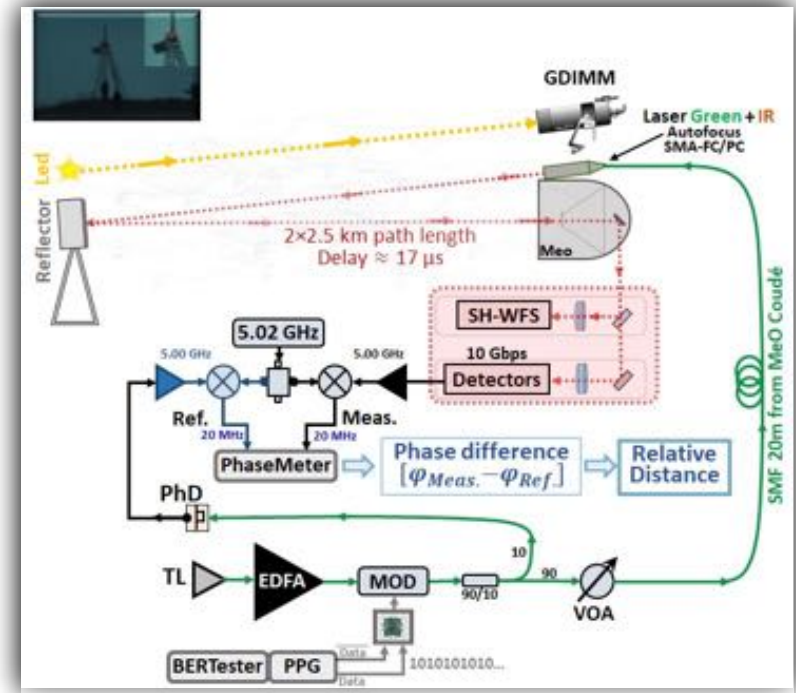 GDIMM
Laser Green + IR
Autofocus
SMA-FC/PC
Led
Reflector
Meo
2×2.5 km path length
Delay ≈ 17 µs
SH-WFS
10 Gbps
Detectors
5.02 GHz
5.00 GHz
5.00 GHz
Ref.
Meas.
20 MHz
20 MHz
PhaseMeter
Phase difference
[φMeas.−φRef.]
Relative
Distance
SMF 20m from MeO Coudé
PhD
10
TL
EDFA
MOD
90/10
90
VOA
BERTester
PPG
Data
Data
1010101010...